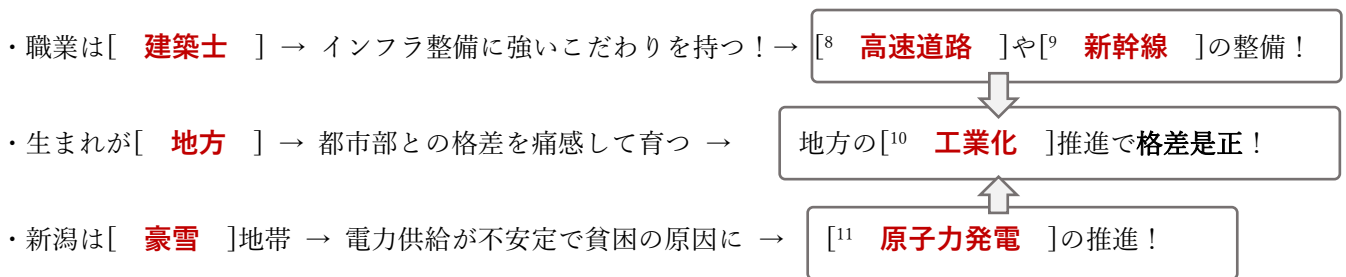 ・職業は[　建築士　] → インフラ整備に強いこだわりを持つ！→ [⁸　高速道路　]や[⁹　新幹線　]の整備！
・生まれが[　地方　] → 都市部との格差を痛感して育つ → 地方の[¹⁰　工業化　]推進で格差是正！
・新潟は[　豪雪　]地帯 → 電力供給が不安定で貧困の原因に → [¹¹　原子力発電　]の推進！